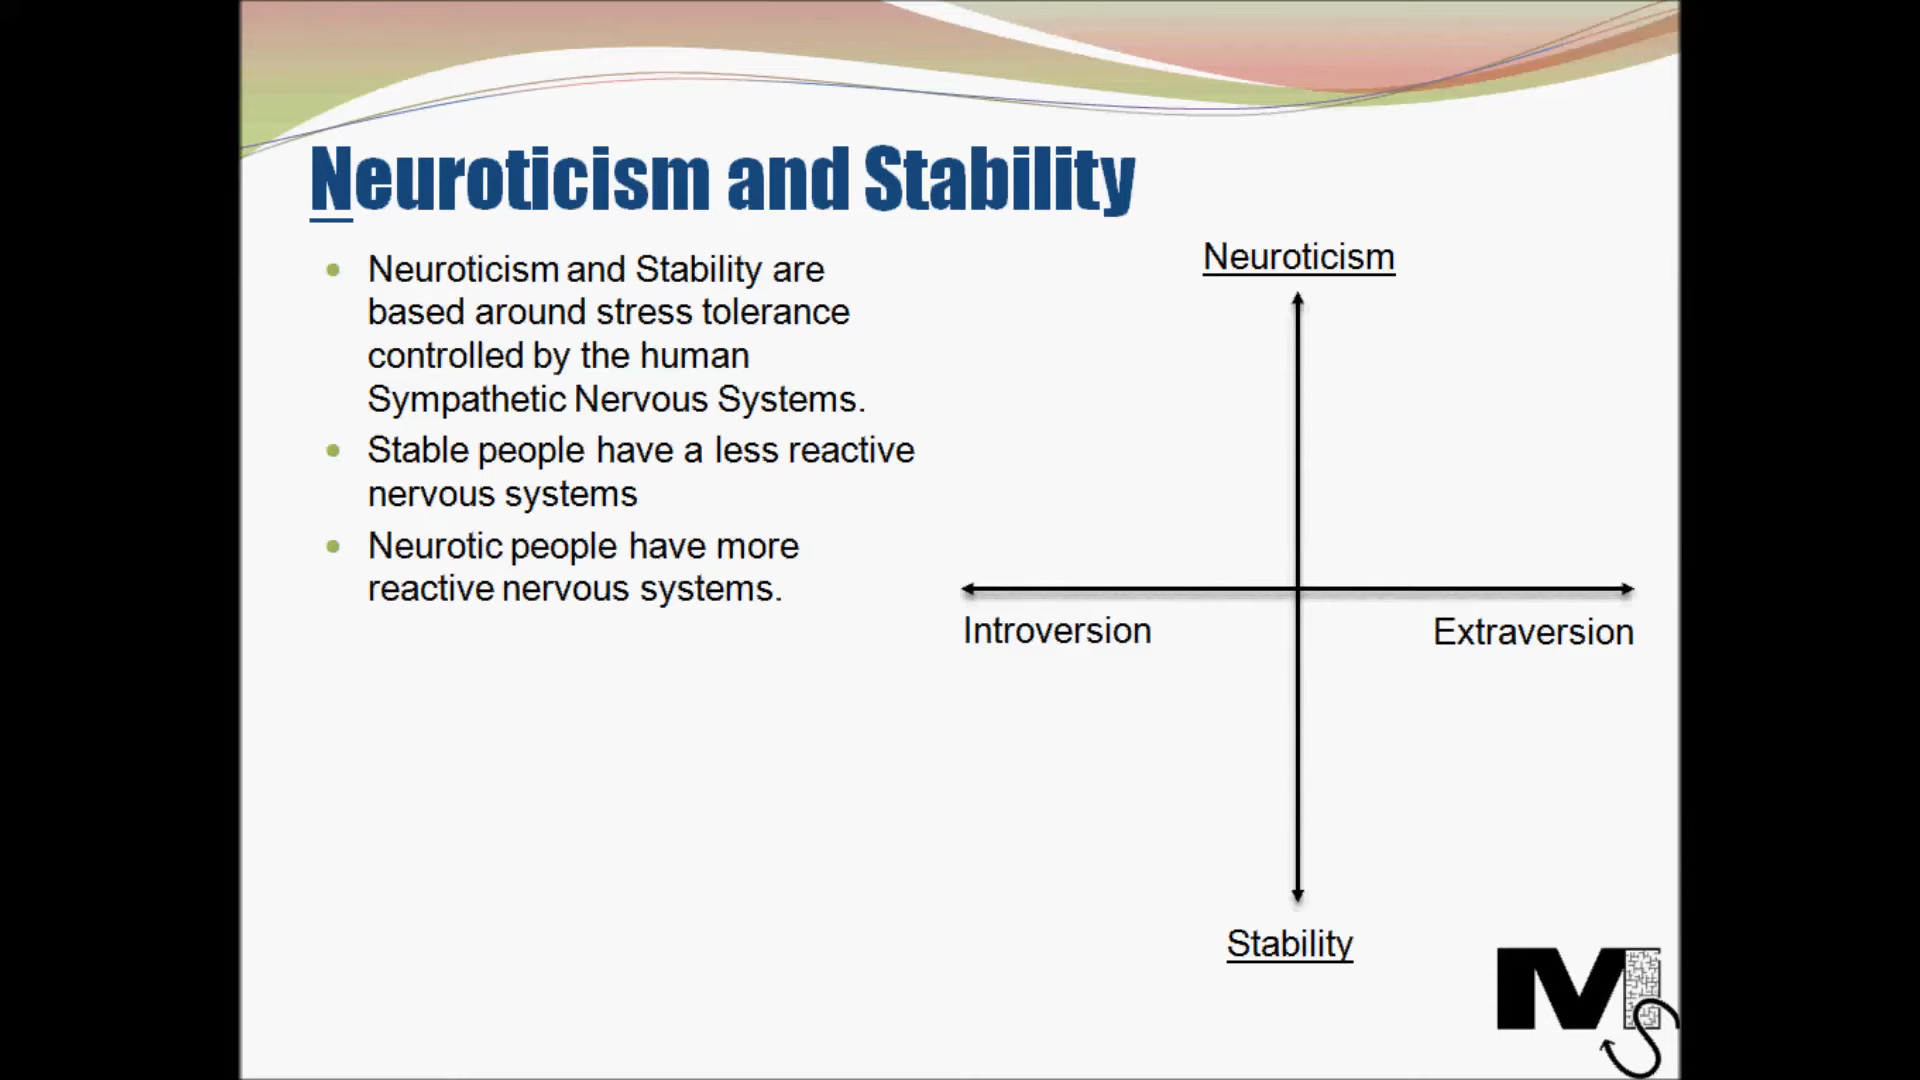 Neuroticism and Stability
Neuroticism and Stability are
based around stress tolerance
controlled by the human
Sympathetic Nervous Systems.
Stable people have a less reactive
nervous systems
Neurotic people have more
reactive nervous systems.
Neuroticism
Introversion
Extraversion
Stability
MS